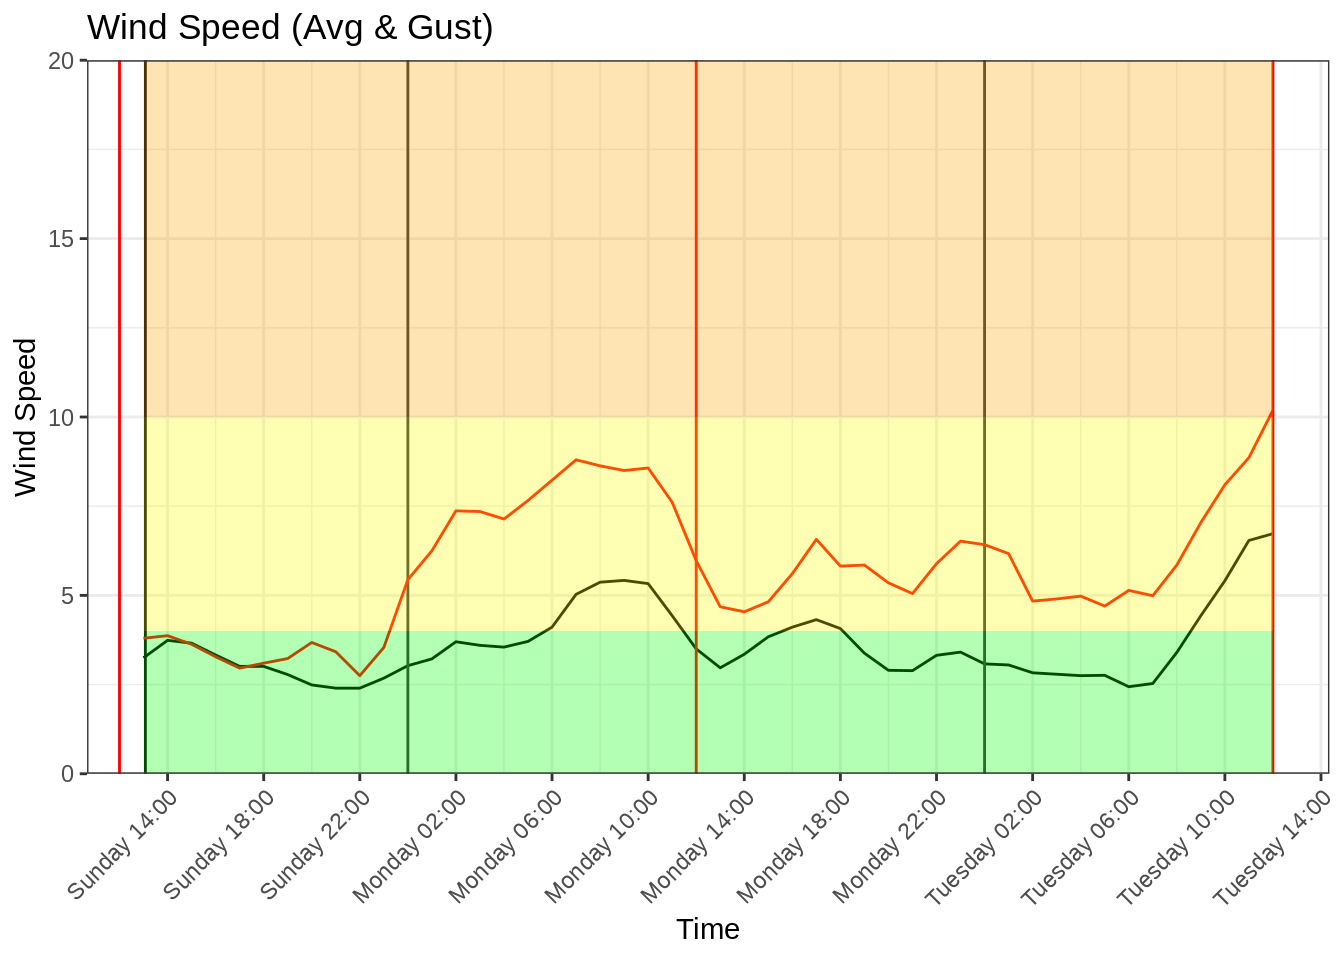 Wind Speed (Avg & Gust)
20
15
10
5
0
Wind Speed
Sunday 14:00
Sunday 18:00
Sunday 22:00
Monday 02:00
Monday 06:00
Monday 10:00
Monday 14:00
Monday 18:00
Monday 22:00
Tuesday 02:00
Tuesday 06:00
Tuesday 10:00
Tuesday 14:00
Time